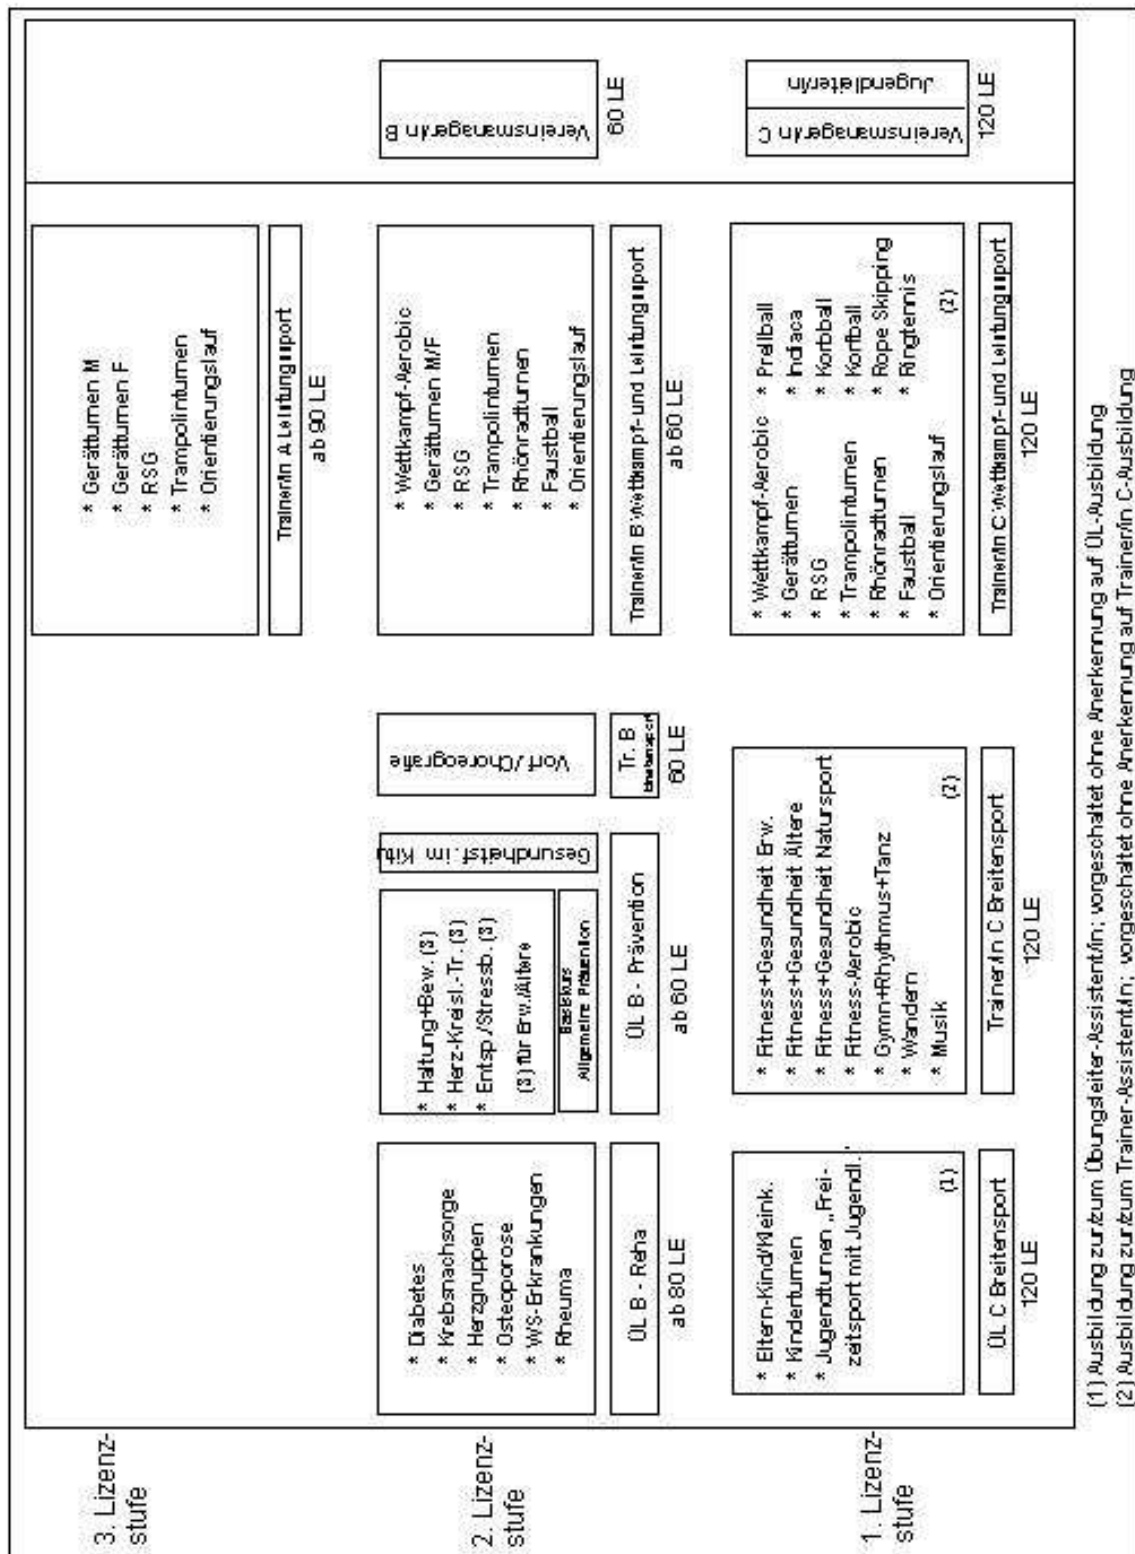 3. Lizenz-
stufe
* Gerätturnen M
* Gerätturnen F
* RSG
* Trampolinturnen
* Orientierungslauf
Trainer/in A Leistungssport
ab 90 LE
2. Lizenz-
stufe
* Diabetes
* Krebsnachsorge
* Herzgruppen
* Osteoporose
* WS-Erkrankungen
* Rheuma
ÜL B - Reha
ab 80 LE
* Haltung+Bew. (3)
* Herz-Kreisl.-Tr. (3)
* Entsp./Stressb. (3)
(3) für Erw./Ältere
Basiskurs
Allgemeine Prävention
Gesundheitsf. im Kitu
ÜL B - Prävention
ab 60 LE
Vorf./Choreografie
Tr. B
Breitensport
60 LE
* Wettkampf-Aerobic
* Gerätturnen M/F
* RSG
* Trampolinturnen
* Rhönradturnen
* Faustball
* Orientierungslauf
Trainer/in B Wettkampf- und Leistungssport
ab 60 LE
Vereinsmanager/in B
60 LE
1. Lizenz-
stufe
* Eltern-Kind/Kleink.
* Kinderturnen
* Jugendturnen „Frei-
zeitsport mit Jugendl."
(1)
ÜL C Breitensport
120 LE
* Fitness+Gesundheit Erw.
* Fitness+Gesundheit Ältere
* Fitness+Gesundheit Natursport
* Fitness-Aerobic
* Gymn+Rhythmus+Tanz
* Wandern
* Musik
(2)
Trainer/in C Breitensport
120 LE
* Wettkampf-Aerobic
* Gerätturnen
* RSG
* Trampolinturnen
* Rhönradturnen
* Faustball
* Orientierungslauf
* Prellball
* Indiaca
* Korbball
* Korfball
* Rope Skipping
* Ringtennis
(2)
Trainer/in C Wettkampf- und Leistungssport
120 LE
Vereinsmanager/in C
Jugendleiter/in
120 LE
(1) Ausbildung zur/zum Übungsleiter-Assistent/in; vorgeschaltet ohne Anerkennung auf ÜL-Ausbildung
(2) Ausbildung zur/zum Trainer-Assistent/in; vorgeschaltet ohne Anerkennung auf Trainer/in C-Ausbildung